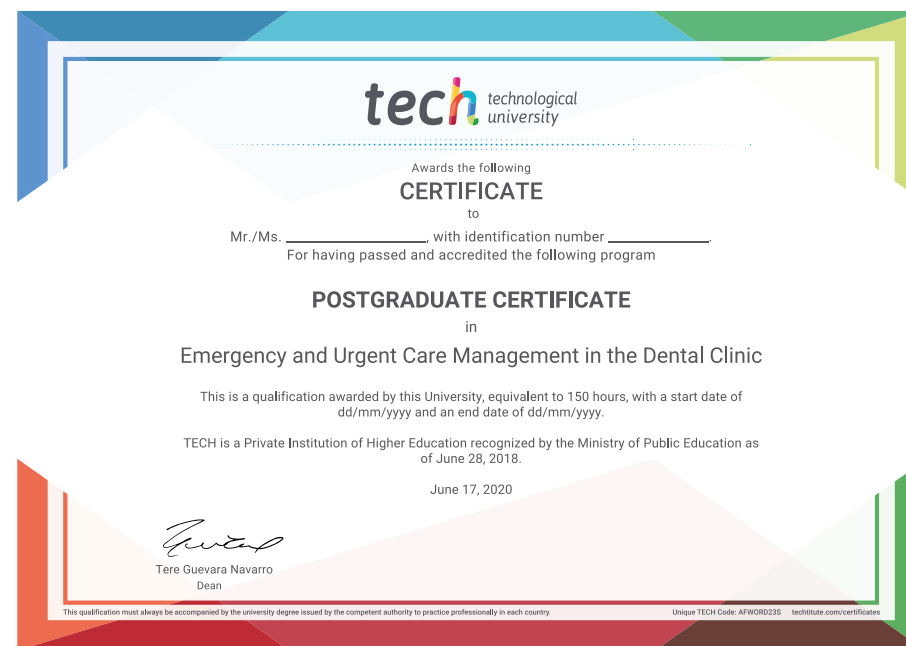 tech technological
university
Awards the following
CERTIFICATE
to
Mr./Ms. ____________________, with identification number ______________.
For having passed and accredited the following program
POSTGRADUATE CERTIFICATE
in
Emergency and Urgent Care Management in the Dental Clinic
This is a qualification awarded by this University, equivalent to 150 hours, with a start date of
dd/mm/yyyy and an end date of dd/mm/yyyy.
TECH is a Private Institution of Higher Education recognized by the Ministry of Public Education as
of June 28, 2018.
June 17, 2020
Tere Guevara Navarro
Dean
This qualification must always be accompanied by the university degree issued by the competent authority to practice professionally in each country.
Unique TECH Code: AFWORD23S techtitute.com/certificates